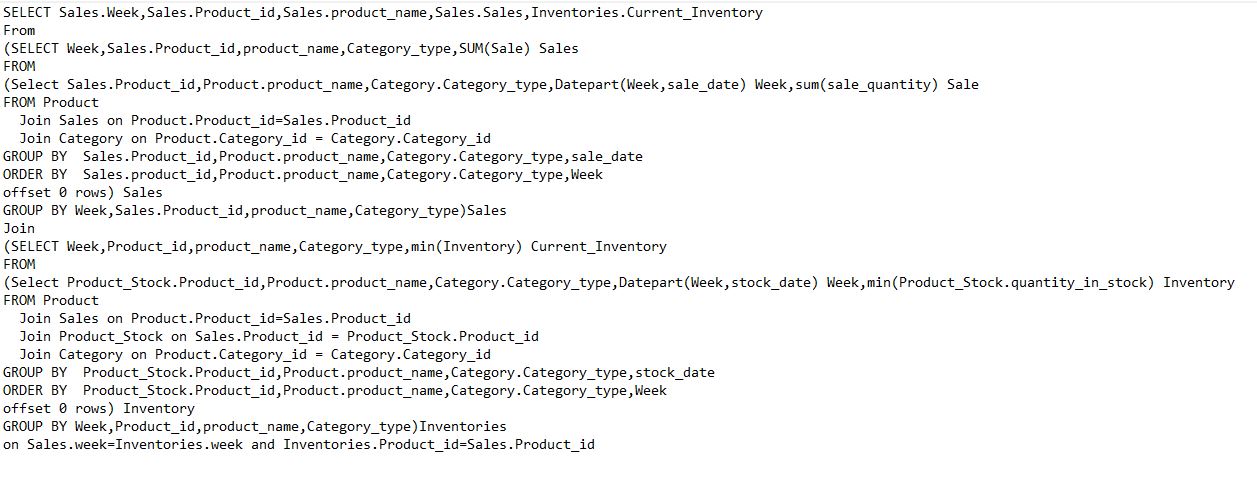 SELECT Sales.Week,Sales.Product_id,Sales.product_name,Sales.Sales,Inventories.Current_Inventory
From
(SELECT Week,Sales.Product_id,product_name,Category_type,SUM(Sale) Sales
FROM
(Select Sales.Product_id,Product.product_name,Category.Category_type,Datepart(Week,sale_date) Week,sum(sale_quantity) Sale
FROM Product
  Join Sales on Product.Product_id=Sales.Product_id
  Join Category on Product.Category_id = Category.Category_id
GROUP BY  Sales.Product_id,Product.product_name,Category.Category_type,sale_date
ORDER BY  Sales.product_id,Product.product_name,Category.Category_type,Week
offset 0 rows) Sales
GROUP BY Week,Sales.Product_id,product_name,Category_type)Sales
Join
(SELECT Week,Product_id,product_name,Category_type,min(Inventory) Current_Inventory
FROM
(Select Product_Stock.Product_id,Product.product_name,Category.Category_type,Datepart(Week,stock_date) Week,min(Product_Stock.quantity_in_stock) Inventory
FROM Product
  Join Sales on Product.Product_id=Sales.Product_id
  Join Product_Stock on Sales.Product_id = Product_Stock.Product_id
  Join Category on Product.Category_id = Category.Category_id
GROUP BY  Product_Stock.Product_id,Product.product_name,Category.Category_type,stock_date
ORDER BY  Product_Stock.Product_id,Product.product_name,Category.Category_type,Week
offset 0 rows) Inventory
GROUP BY Week,Product_id,product_name,Category_type)Inventories
on Sales.week=Inventories.week and Inventories.Product_id=Sales.Product_id